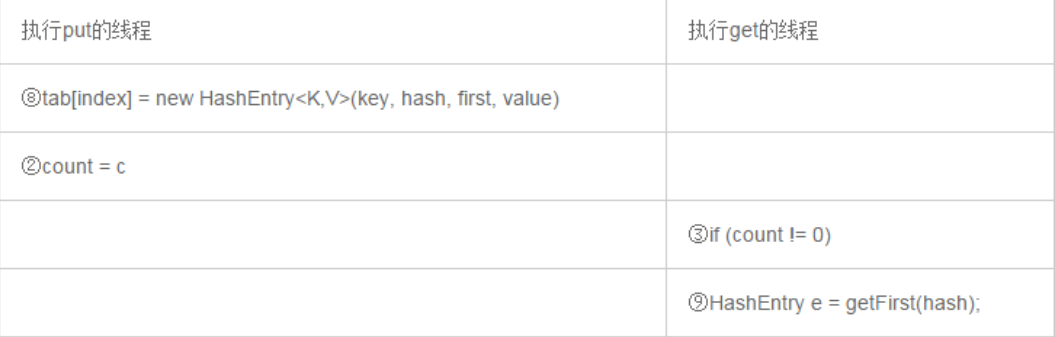 执行put的线程 执行get的线程
⑧tab[index] = new HashEntry<K,V>(key, hash, first, value)
②count = c
③if (count != 0)
⑨HashEntry e = getFirst(hash);